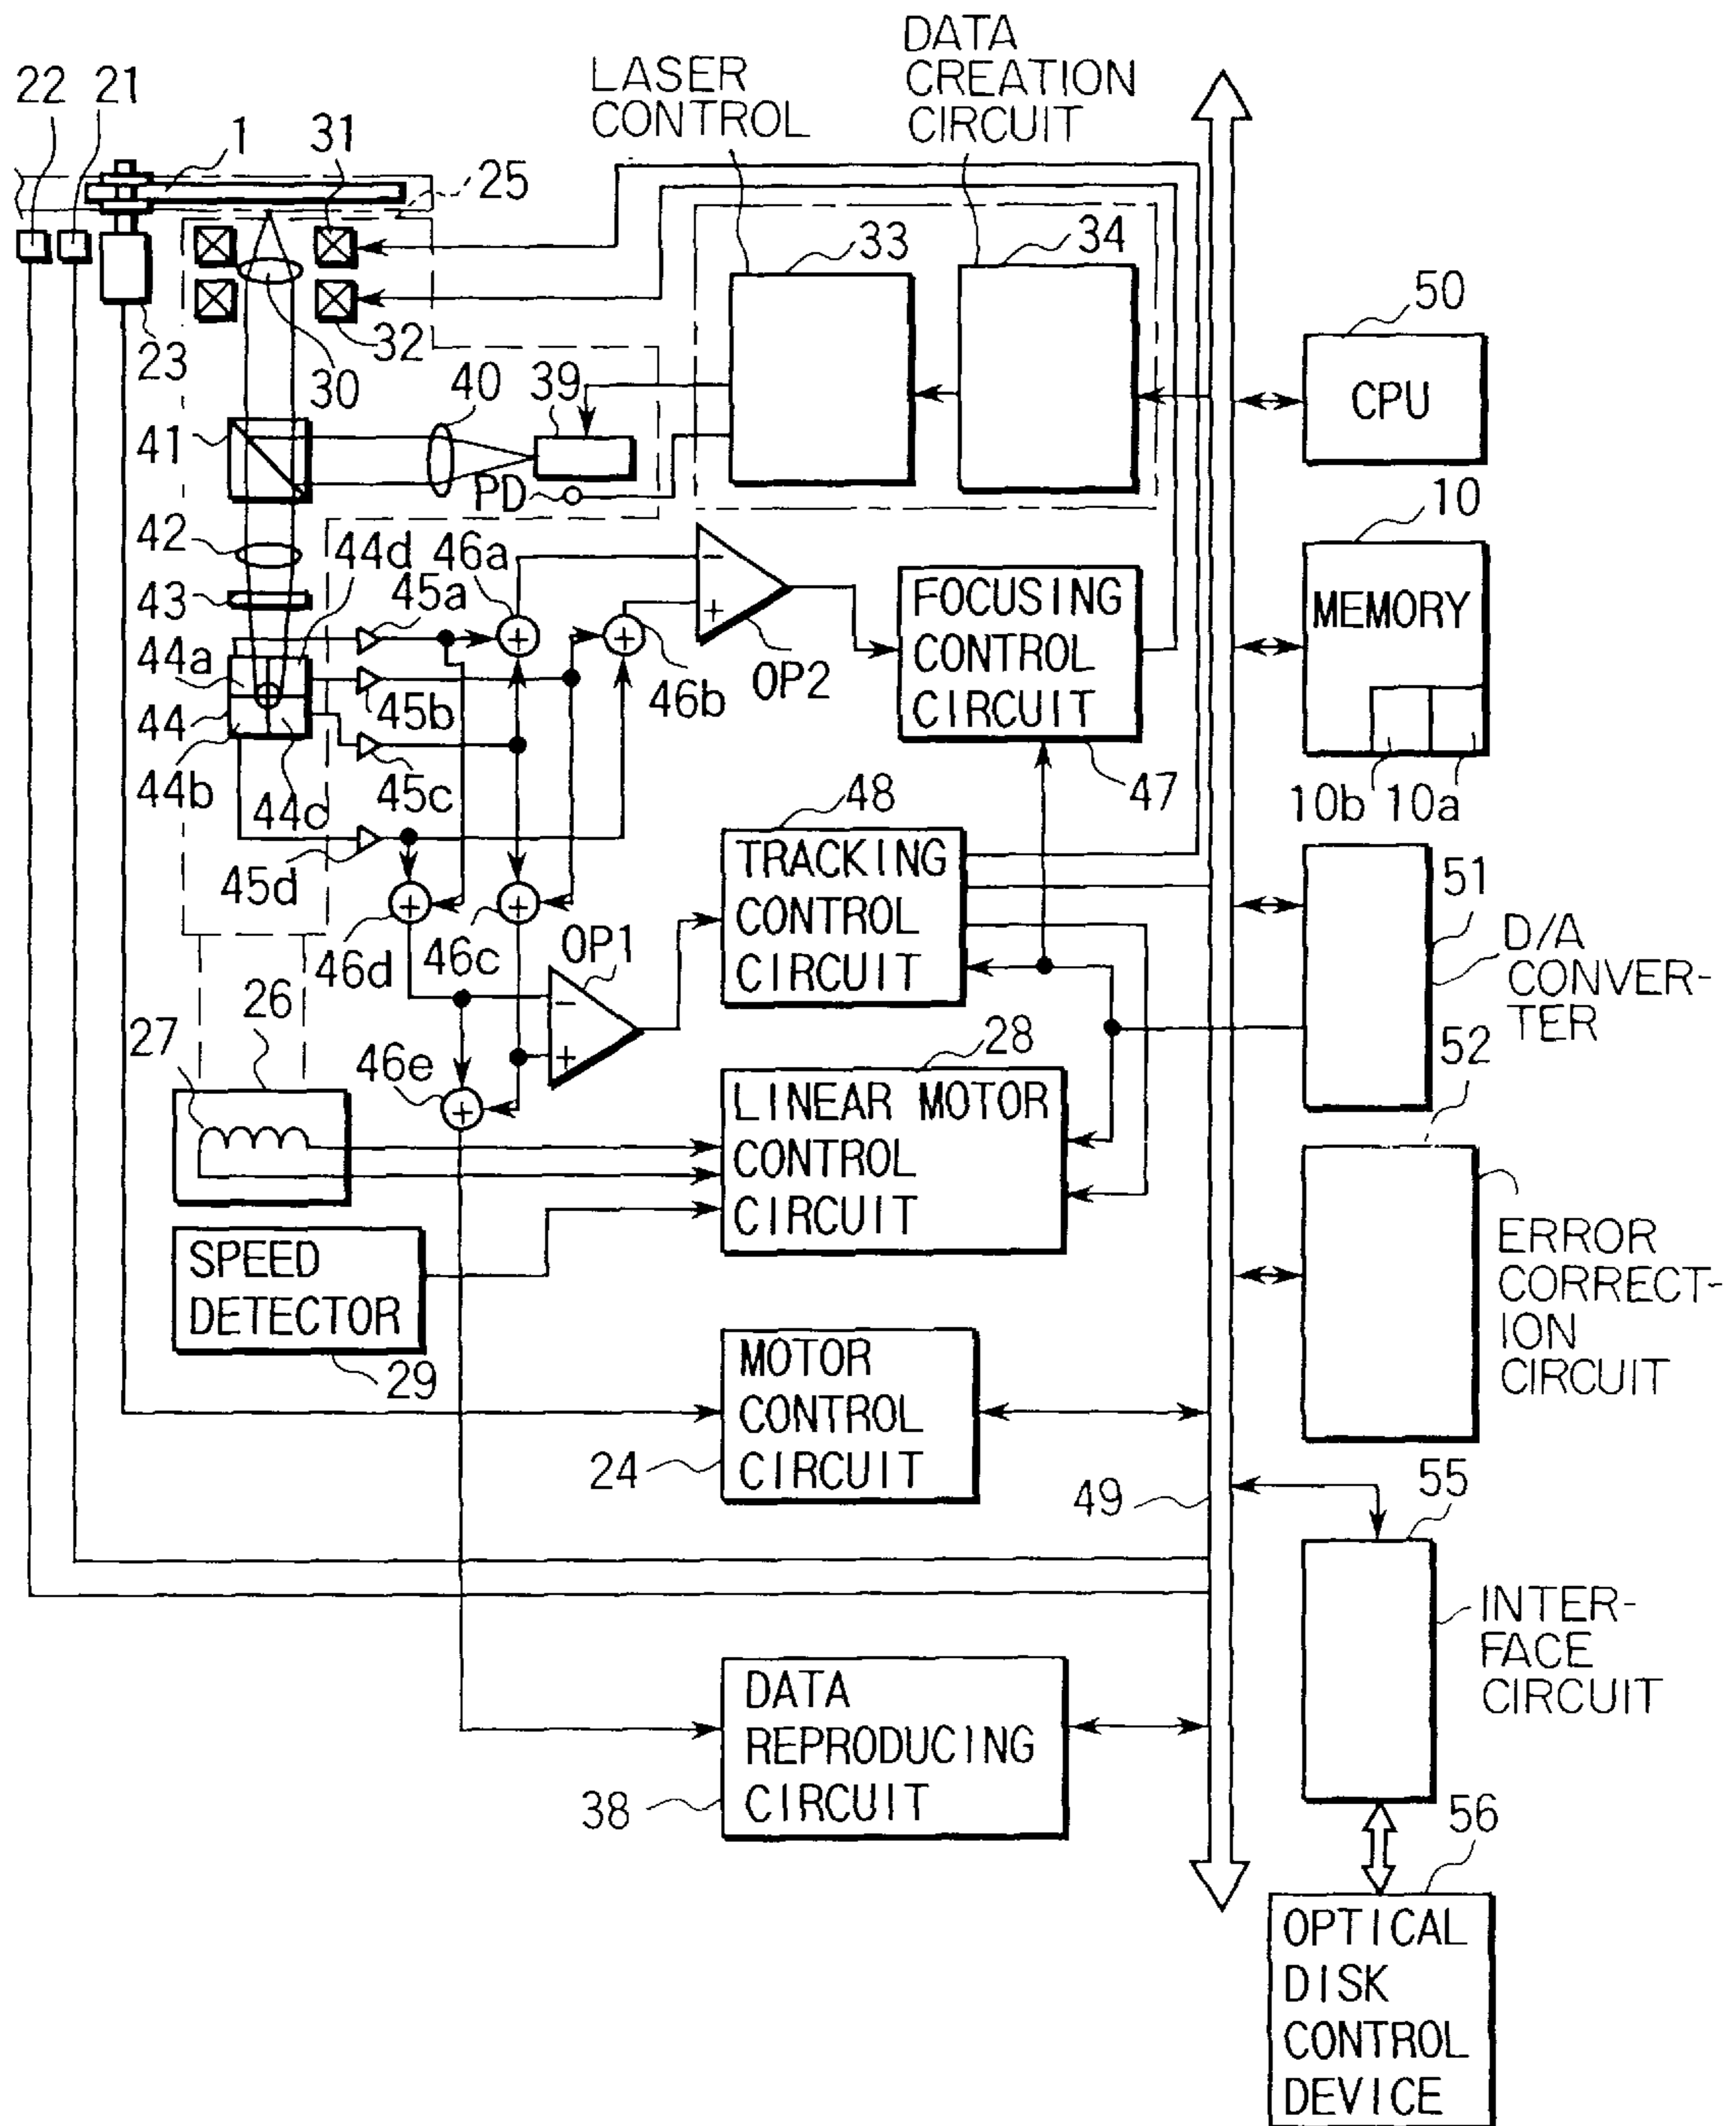 DATA
CREATION
CIRCUIT
LASER
CONTROL
22
21
1
31
25
33
34
23
30
32
40
39
41
PD
50
CPU
42
44d
46a
45a
43
44a
44
44b
44c
45b
45c
45d
46b
OP2
-
+
+
+
FOCUSING
CONTROL
CIRCUIT
47
10
MEMORY
10b
10a
48
TRACKING
CONTROL
CIRCUIT
51
D/A
CONVER-
TER
+
+
46d
46c
OP1
-
+
46e
+
26
27
28
LINEAR MOTOR
CONTROL
CIRCUIT
52
ERROR
CORRECT-
ION
CIRCUIT
SPEED
DETECTOR
29
MOTOR
CONTROL
CIRCUIT
24
49
55
INTER-
FACE
CIRCUIT
DATA
REPRODUCING
CIRCUIT
38
56
OPTICAL
DISK
CONTROL
DEVICE